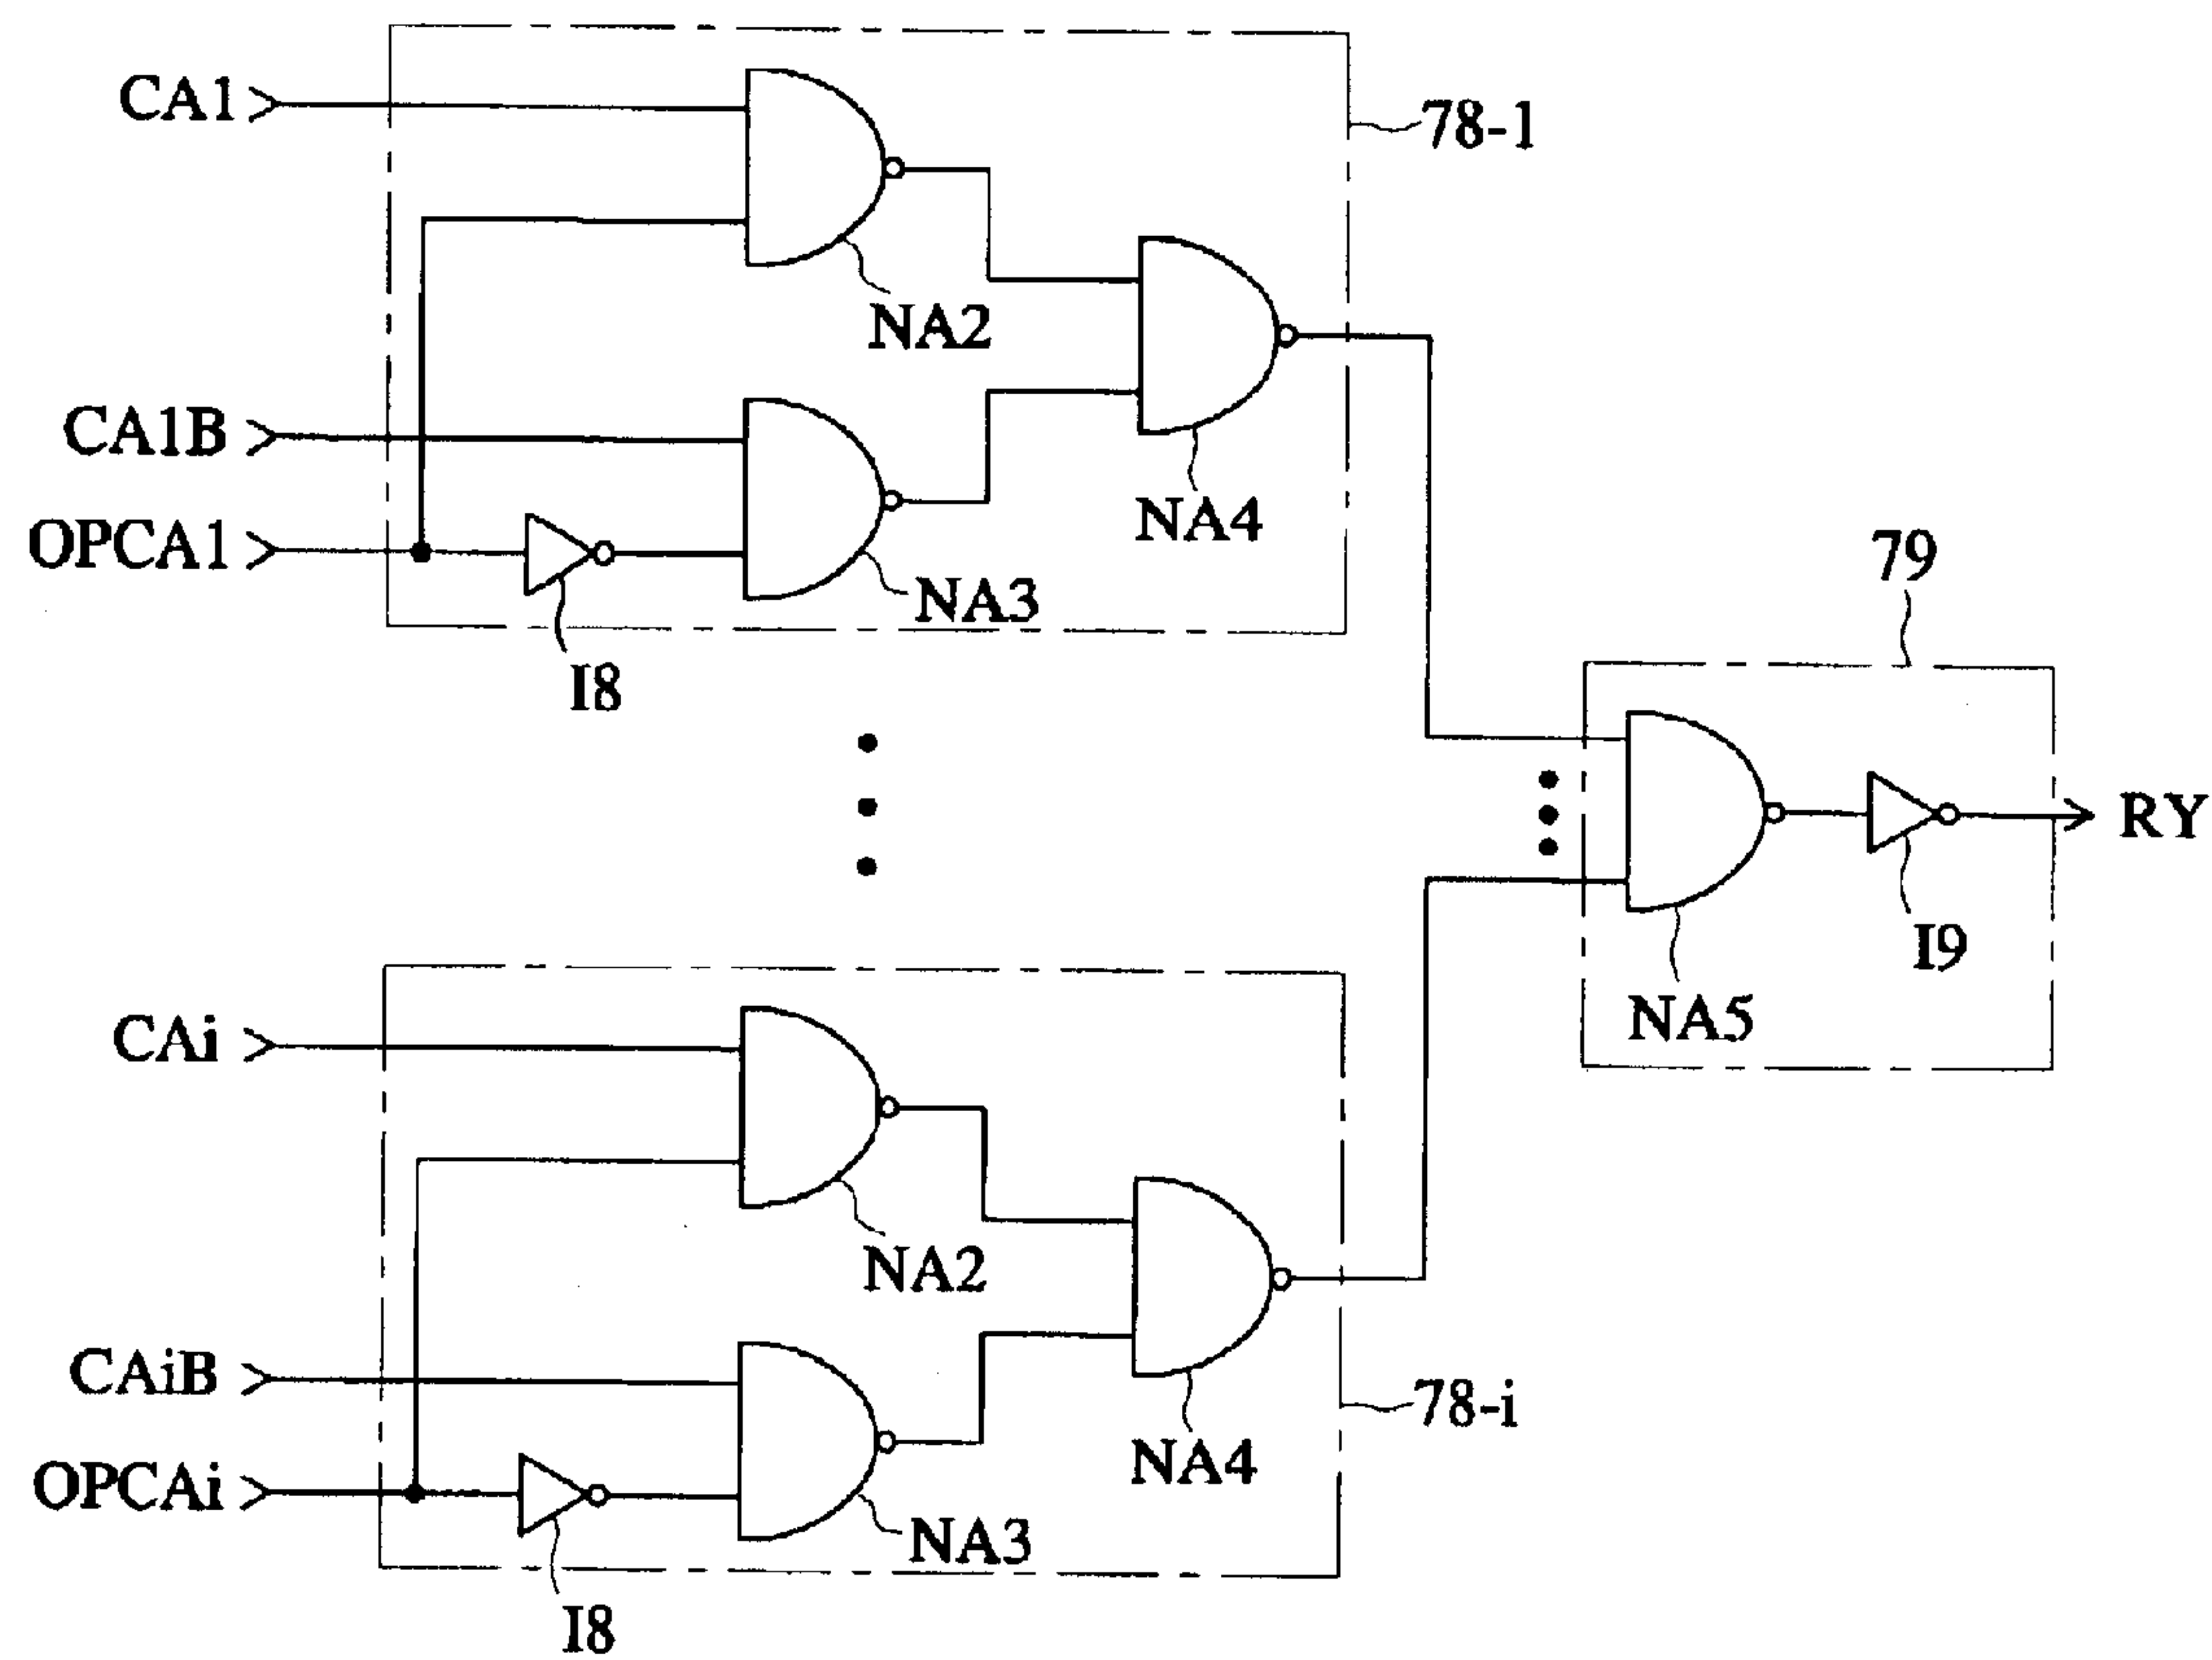 CA1
78-1
NA2
CA1B
NA4
OPCA1
NA3
79
I8
RY
I9
NA5
CAi
NA2
CAiB
78-i
NA4
OPCAi
NA3
I8